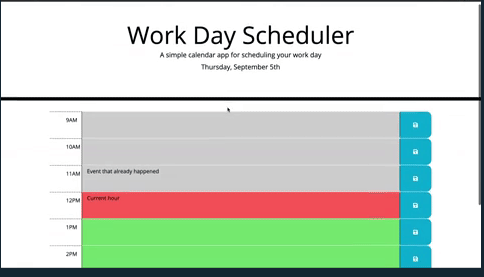 Work Day Scheduler
A simple calendar app for scheduling your work day
Thursday, September 5th
9AM
10AM
11AM Event that already happened
12PM Current hour
1PM
2PM